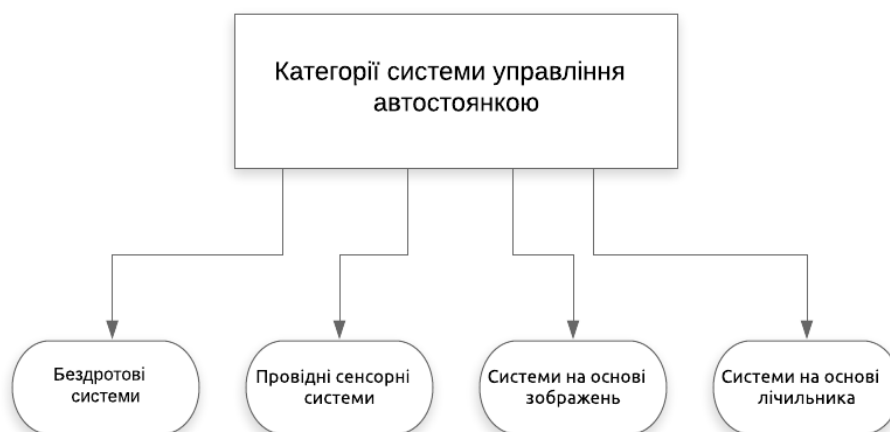 Категорії системи управління
автостоянкою
Бездротові
системи
Провідні сенсорні
системи
Системи на основі
зображень
Системи на основі
лічильника